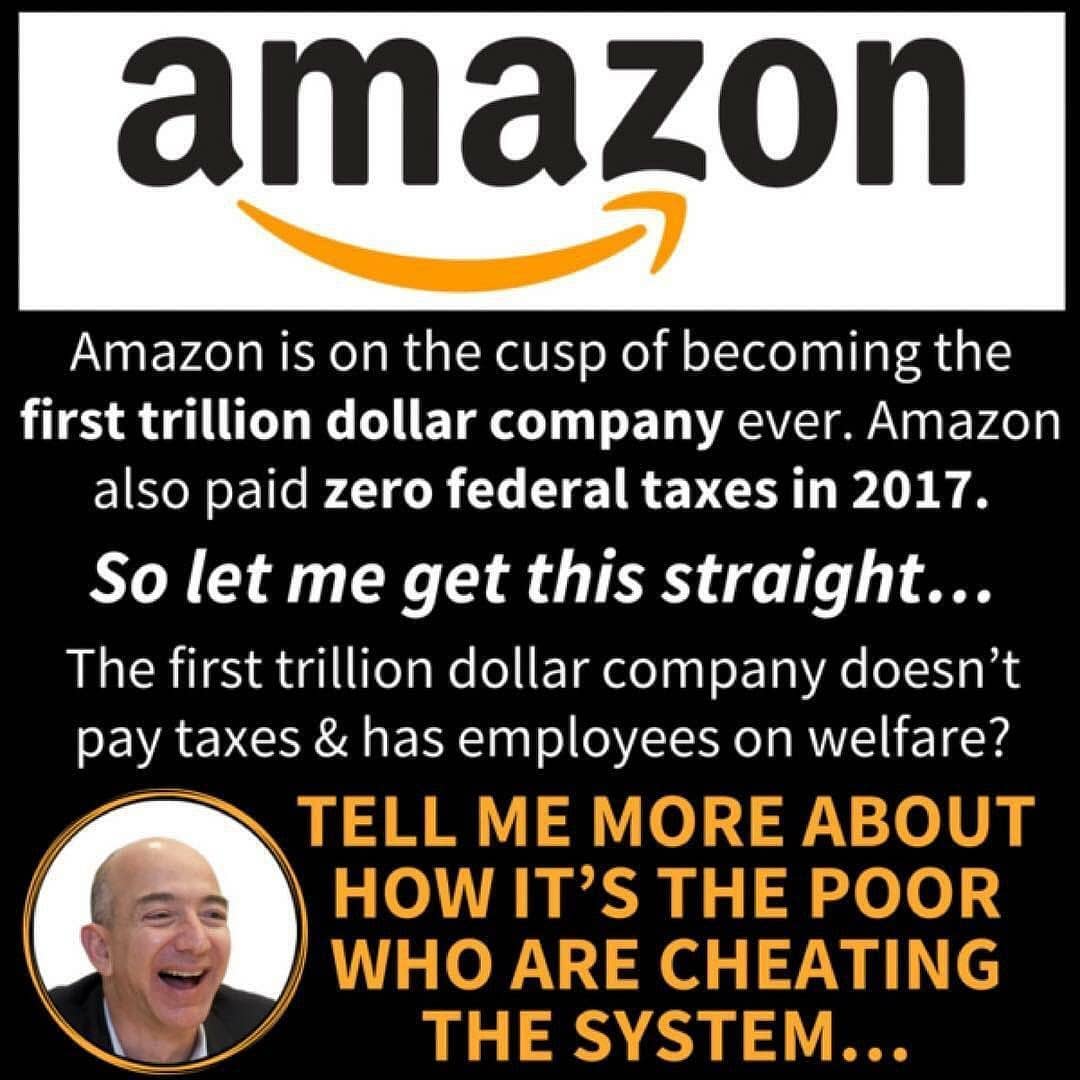 amazon
Amazon is on the cusp of becoming the
first trillion dollar company ever. Amazon
also paid zero federal taxes in 2017.
So let me get this straight...
The first trillion dollar company doesn’t
pay taxes & has employees on welfare?
TELL ME MORE ABOUT
HOW IT’S THE POOR
WHO ARE CHEATING
THE SYSTEM...